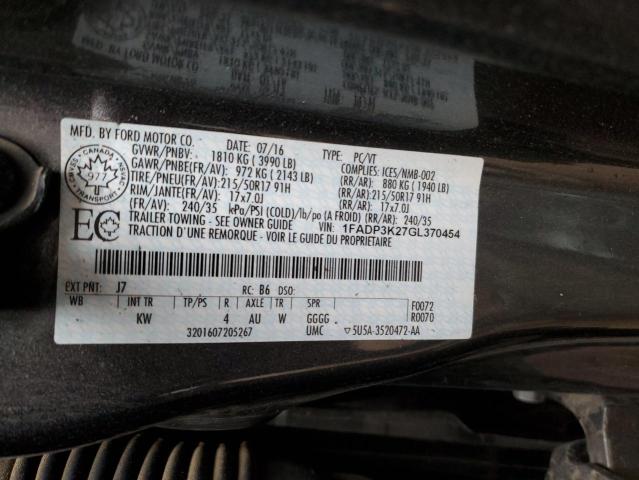 MFD. BY FORD MOTOR CO.
DATE: 07/16 TYPE: PC/VT
GVWR/PNBV: 1810 KG ( 3990 LB) COMPLIES: ICES/NMB-002
GAWR/PNBE(FR/AV): 972 KG ( 2143 LB) (RR/AR): 880 KG ( 1940 LB)
TIRE/PNEU(FR/AV): 215/50R17 91H (RR/AR): 215/50R17 91H
RIM/JANTE(FR/AV): 17x7.0J (RR/AR): 17x7.0J
(FR/AV): 240/35 kPa/PSI (COLD)/lb/po (A FROID) (RR/AR): 240/35
TRAILER TOWING - SEE OWNER GUIDE VIN: 1FADP3K27GL370454
TRACTION D'UNE REMORQUE - VOIR LE GUIDE DU PROPRIETAIRE
CANADA
977
TRANSPORT
EC
EXT PNT: J7 RC: B6 DSO:
WB INT TR TP/PS R AXLE TR SPR F0072
KW 4 AU W GGGG R0070
3201607205267 UMC ▽5U5A-3520472-AA